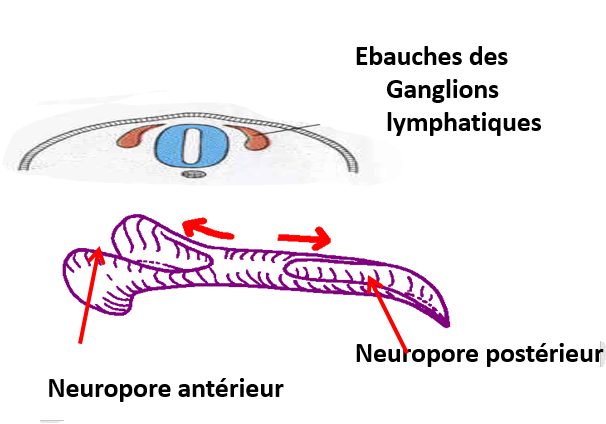 Ebauches des
Ganglions
lymphatiques
Neuropore postérieur
Neuropore antérieur